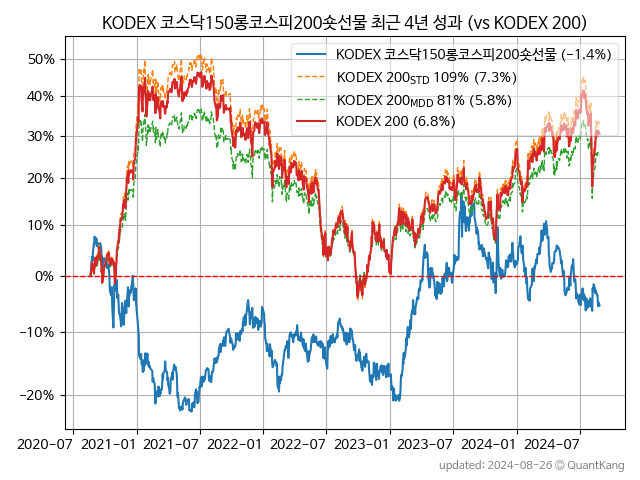 KODEX 코스닥150롱코스피200숏선물 최근 4년 성과 (vs KODEX 200)
KODEX 코스닥150롱코스피200숏선물 (−1.4%)
KODEX 200STD 109% (7.3%)
KODEX 200MDD 81% (5.8%)
KODEX 200 (6.8%)
50%
40%
30%
20%
10%
0%
−10%
−20%
2020-07 2021-01 2021-07 2022-01 2022-07 2023-01 2023-07 2024-01 2024-07
updated: 2024-08-26 © QuantKang